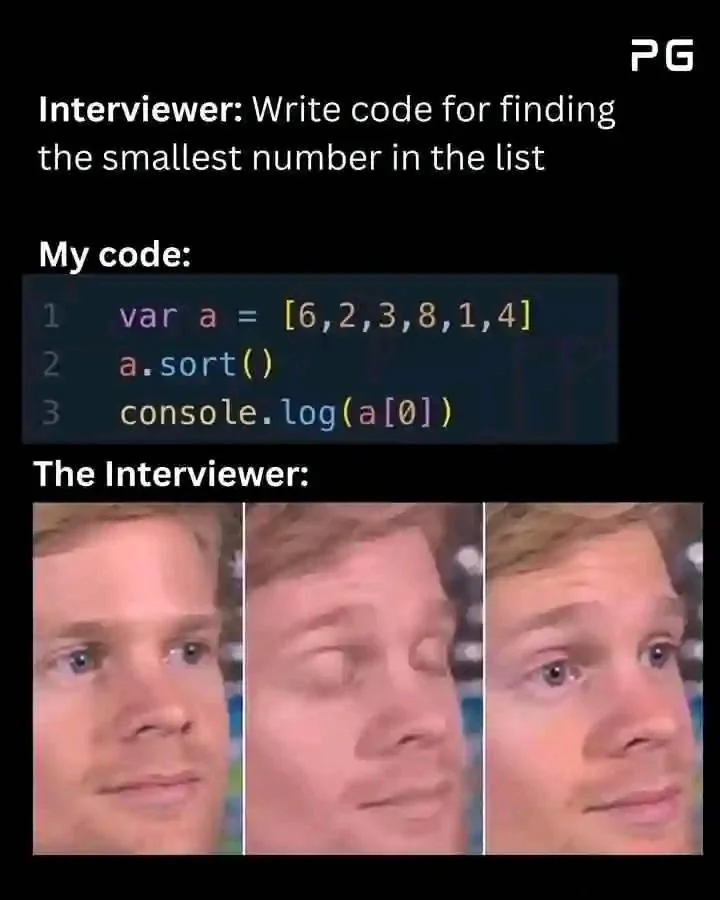 PG
Interviewer: Write code for finding
the smallest number in the list
My code:
1 var a = [6,2,3,8,1,4]
2 a.sort()
3 console.log(a[0])
The Interviewer: